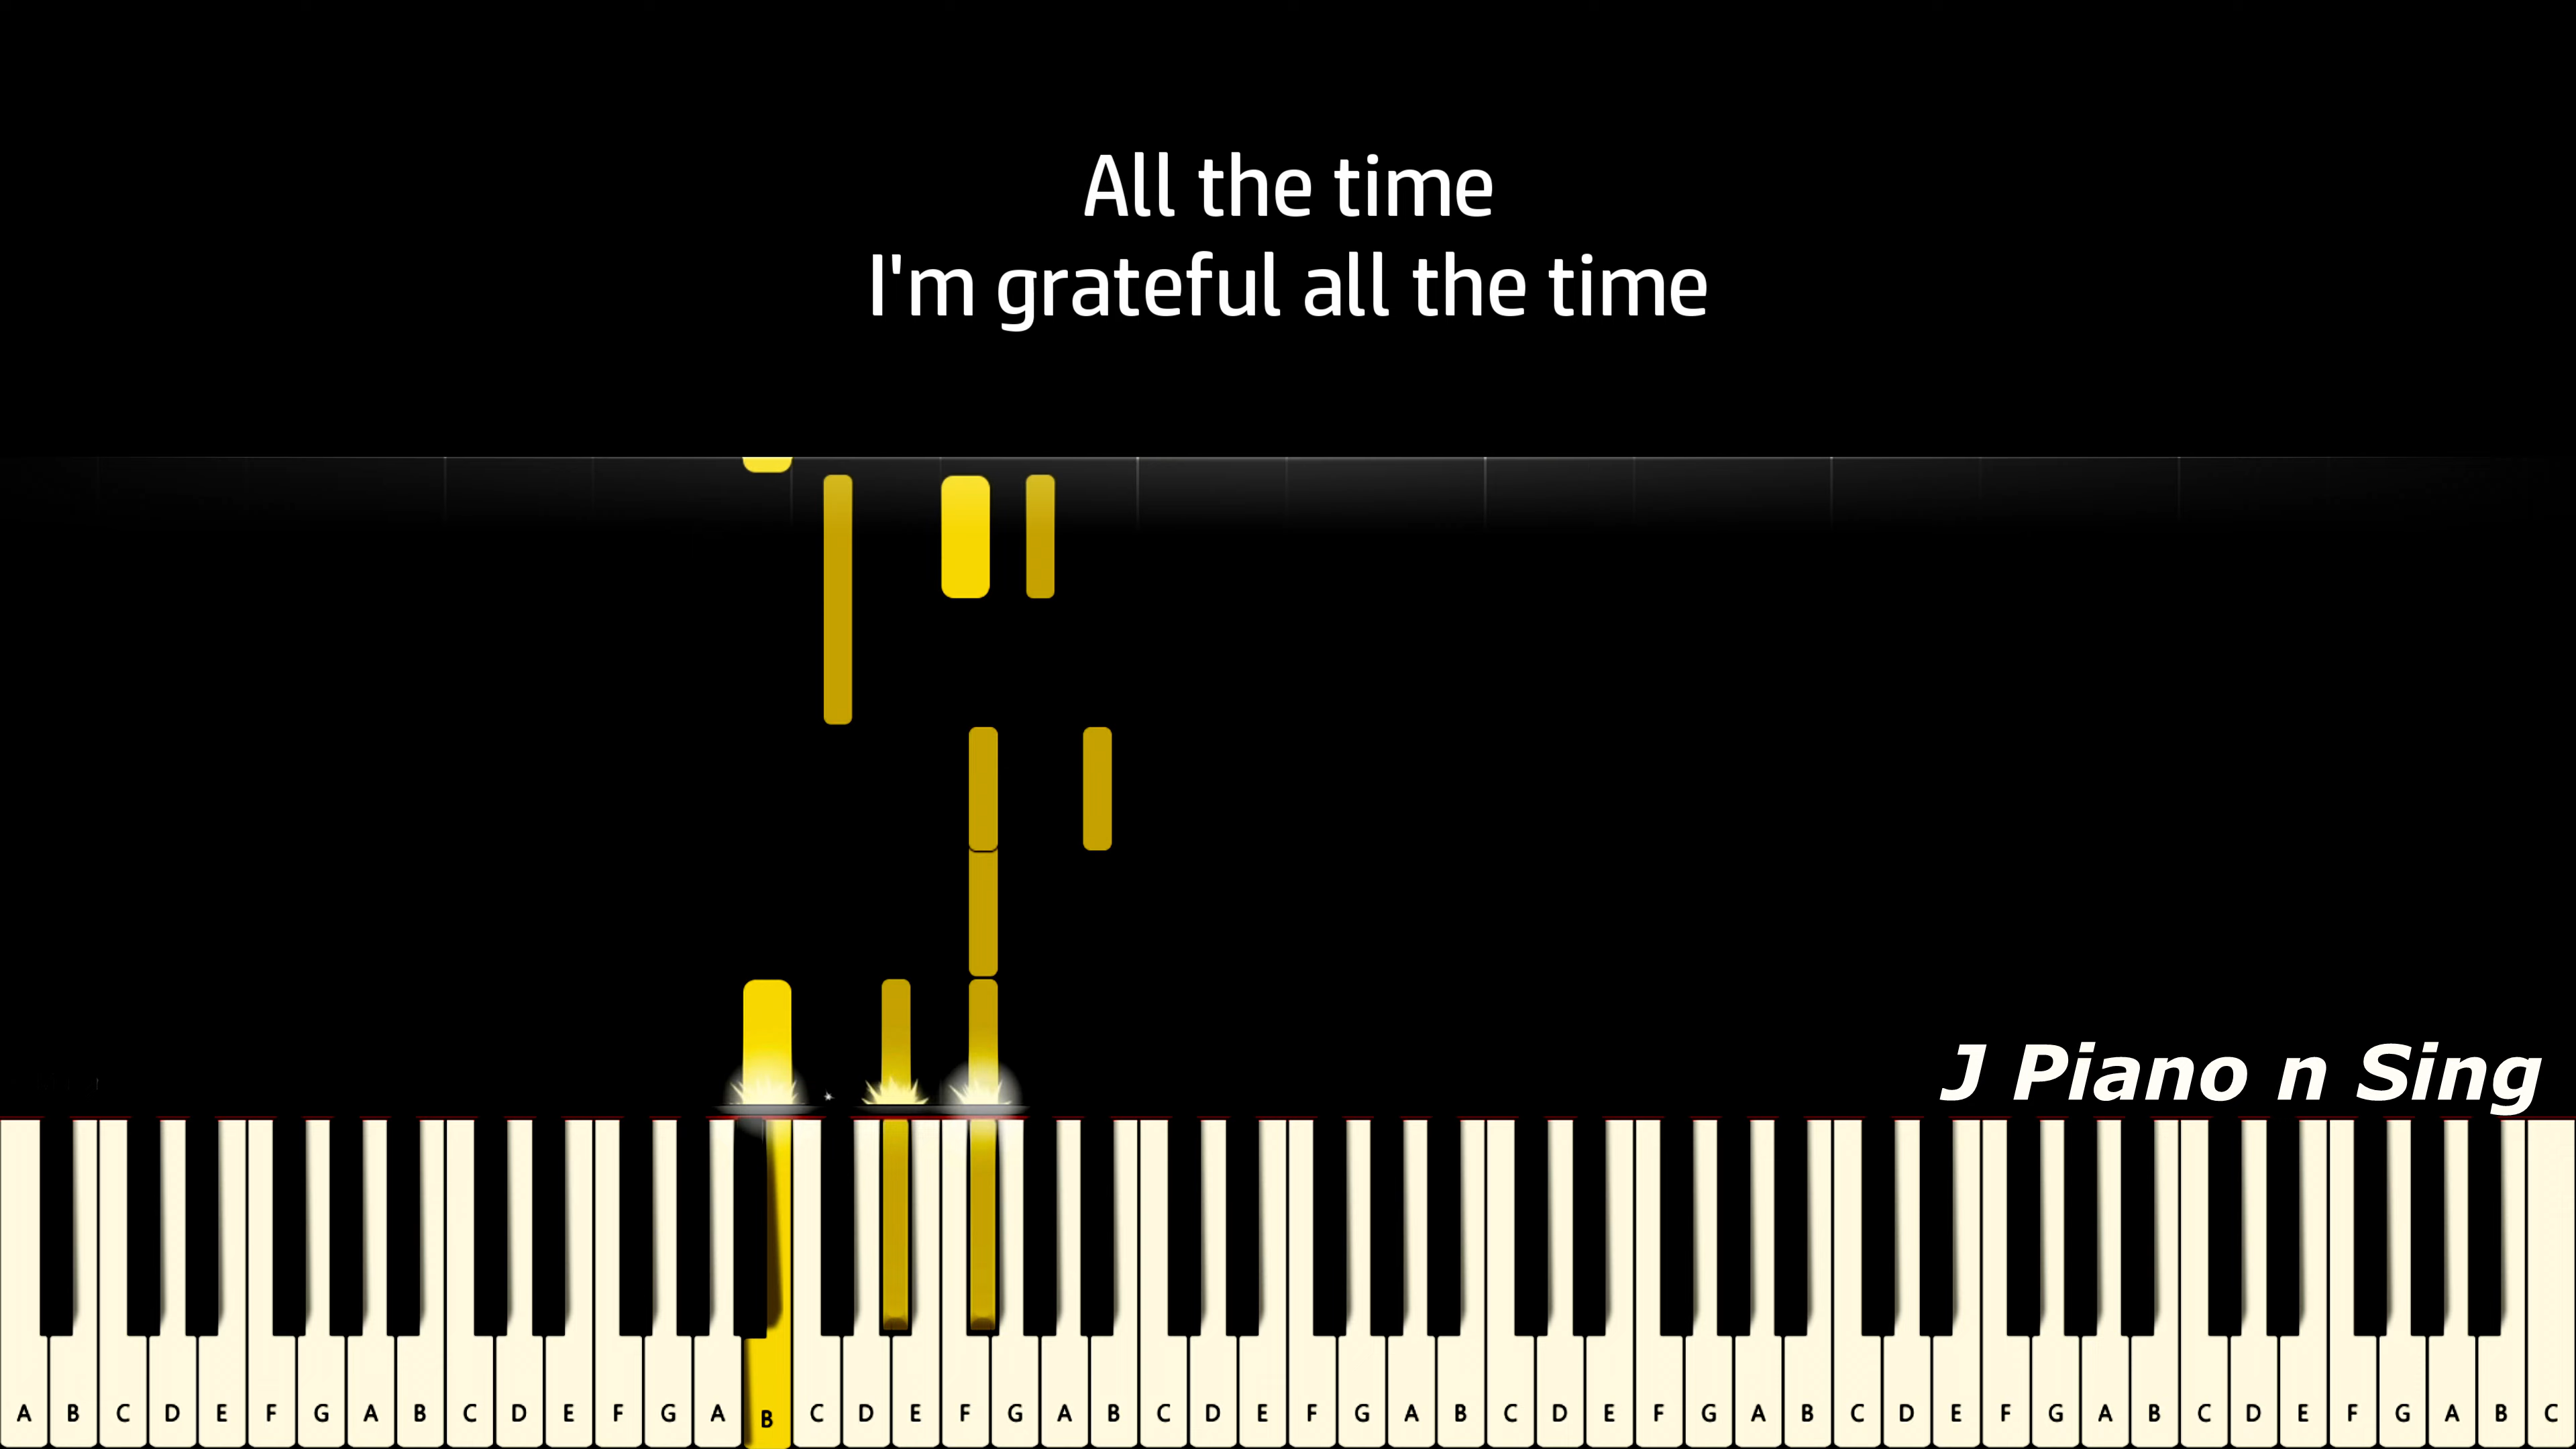 All the time
I'm grateful all the time
J Piano n Sing
A B C D E F G A B C D E F G A B C D E F G A B C D E F G A B C D E F G A B C D E F G A B C D E F G A B C